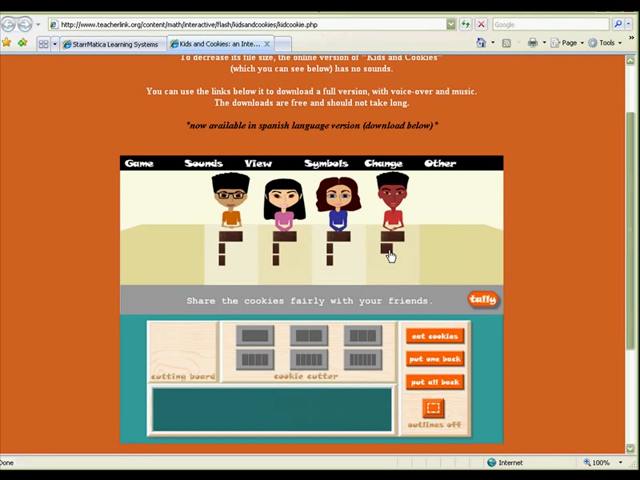 http://www.teacherlink.org/content/math/interactive/flash/kidsandcookies/kidcookie.php
Google
StarrMatica Learning Systems
Kids and Cookies: an Inte...
Page
Tools
To decrease its file size, the online version of "Kids and Cookies"
(which you can see below) has no sounds.
You can use the links below it to download a full version, with voice-over and music.
The downloads are free and should not take long.
*now available in spanish language version (download below)*
Game Sounds View Symbols Change Other
Share the cookies fairly with your friends.
tally
eat cookies
put one back
put all back
cutting board
cookie cutter
outlines off
Done
Internet
100%